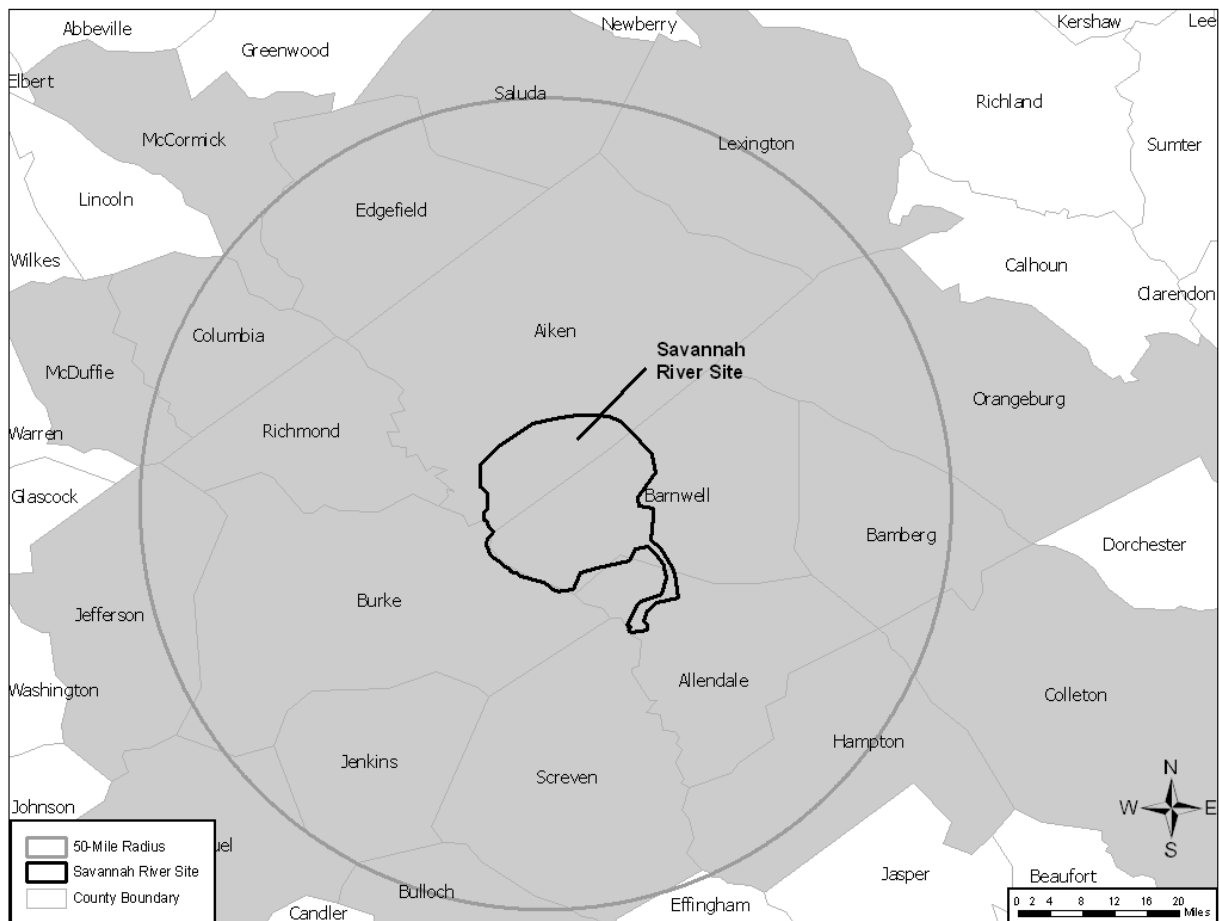 Abbeville
Newberry
Kershaw
Lee
Greenwood
Elbert
Saluda
Richland
McCormick
Lexington
Sumter
Lincoln
Edgefield
Wilkes
Calhoun
Clarendon
Columbia
Aiken
Savannah
River Site
McDuffie
Orangeburg
Warren
Richmond
Glascock
Barnwell
Bamberg
Dorchester
Jefferson
Burke
Washington
Allendale
Colleton
Hampton
Jenkins
Screven
Johnson
N
W E
S
50-Mile Radius
uel
Savannah River Site
County Boundary
Bulloch
Candler
Effingham
Jasper
Beaufort
0 2 4 8 12 16 20
Miles